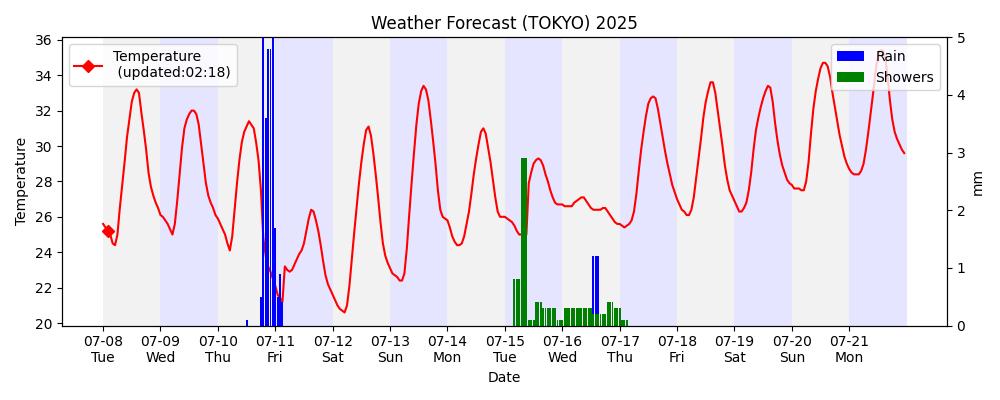 Weather Forecast (TOKYO) 2025
Temperature
(updated:02:18)
Rain
Showers
Temperature
36
34
32
30
28
26
24
22
20
5
4
3
2
1
0
mm
07-08 07-09 07-10 07-11 07-12 07-13 07-14 07-15 07-16 07-17 07-18 07-19 07-20 07-21
Tue Wed Thu Fri Sat Sun Mon Tue Wed Thu Fri Sat Sun Mon
Date